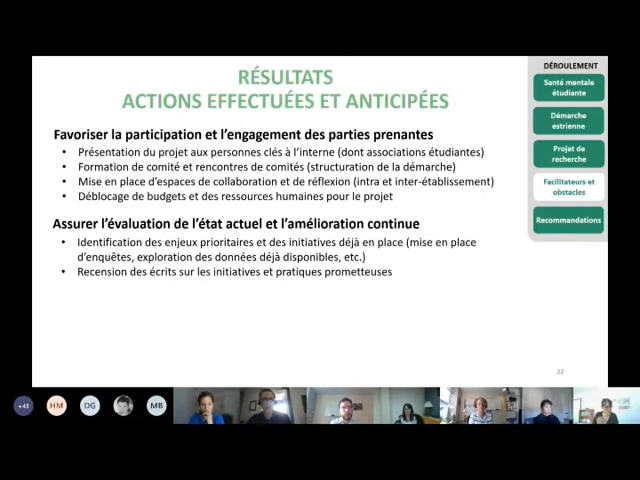 RÉSULTATS
ACTIONS EFFECTUÉES ET ANTICIPÉES
Favoriser la participation et l'engagement des parties prenantes
• Présentation du projet aux personnes clés à l'interne (dont associations étudiantes)
• Formation de comité et rencontres de comités (structuration de la démarche)
• Mise en place d'espaces de collaboration et de réflexion (intra et inter-établissement)
• Déblocage de budgets et des ressources humaines pour le projet
Assurer l'évaluation de l'état actuel et l'amélioration continue
• Identification des enjeux prioritaires et des initiatives déjà en place (mise en place
d'enquêtes, exploration des données déjà disponibles, etc.)
• Recension des écrits sur les initiatives et pratiques prometteuses
22
DÉROULEMENT
Santé mentale
étudiante
Démarche
estrienne
Projet de
recherche
Facilitateurs et
obstacles
Recommandations
+43
HM
DG
MB